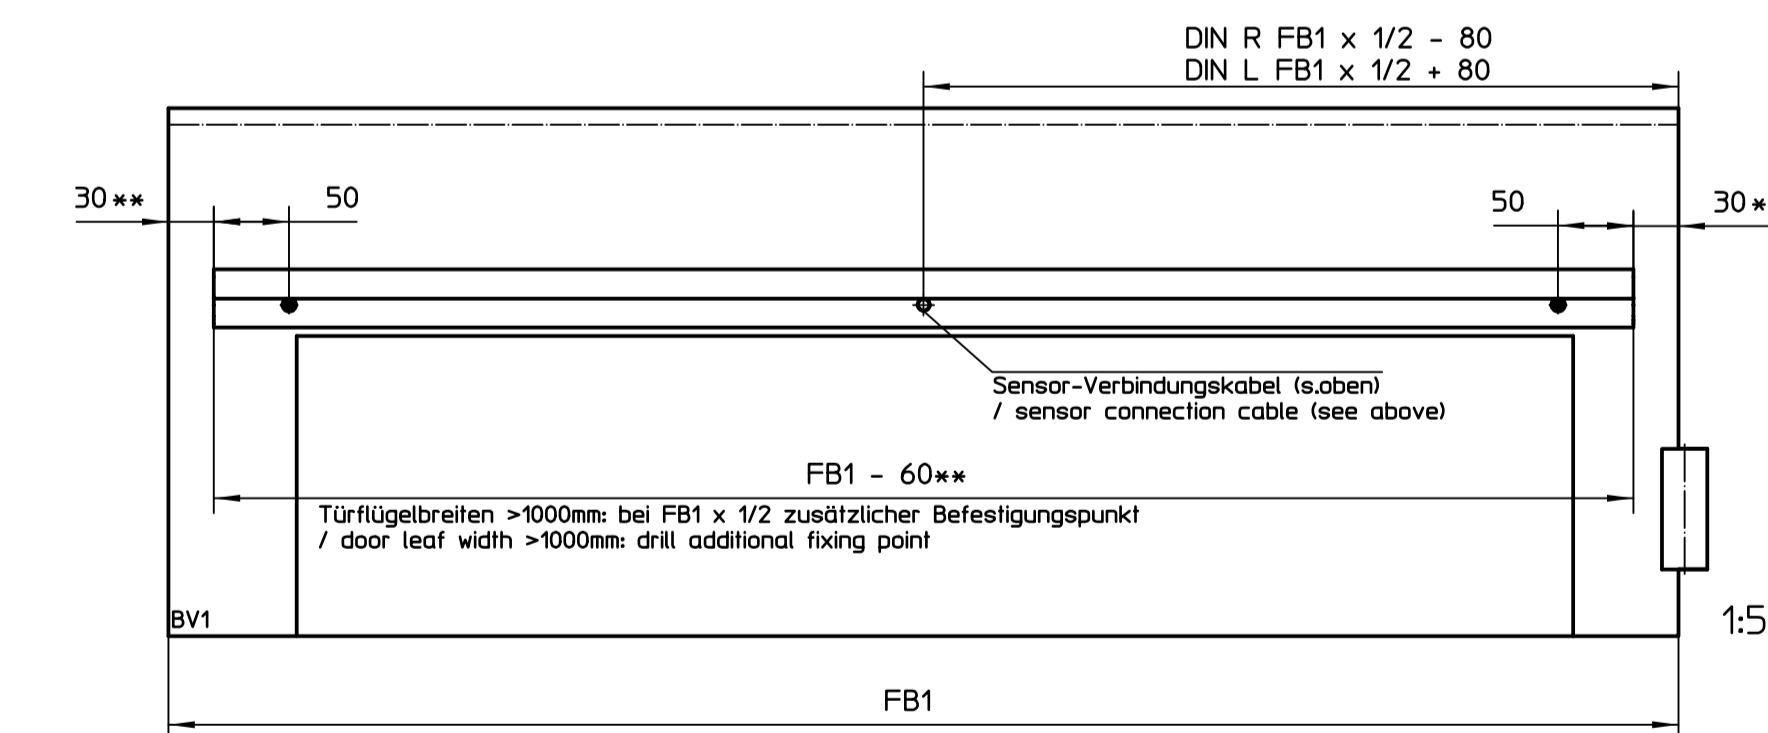 DIN R FB1 x 1/2 - 80
DIN L FB1 x 1/2 + 80
30** 50 50 30*
Sensor-Verbindungskabel (s.oben)
/ sensor connection cable (see above)
FB1 - 60**
Türflügelbreiten >1000mm: bei FB1 x 1/2 zusätzlicher Befestigungspunkt
/ door leaf width >1000mm: drill additional fixing point
BV1 1:5
FB1